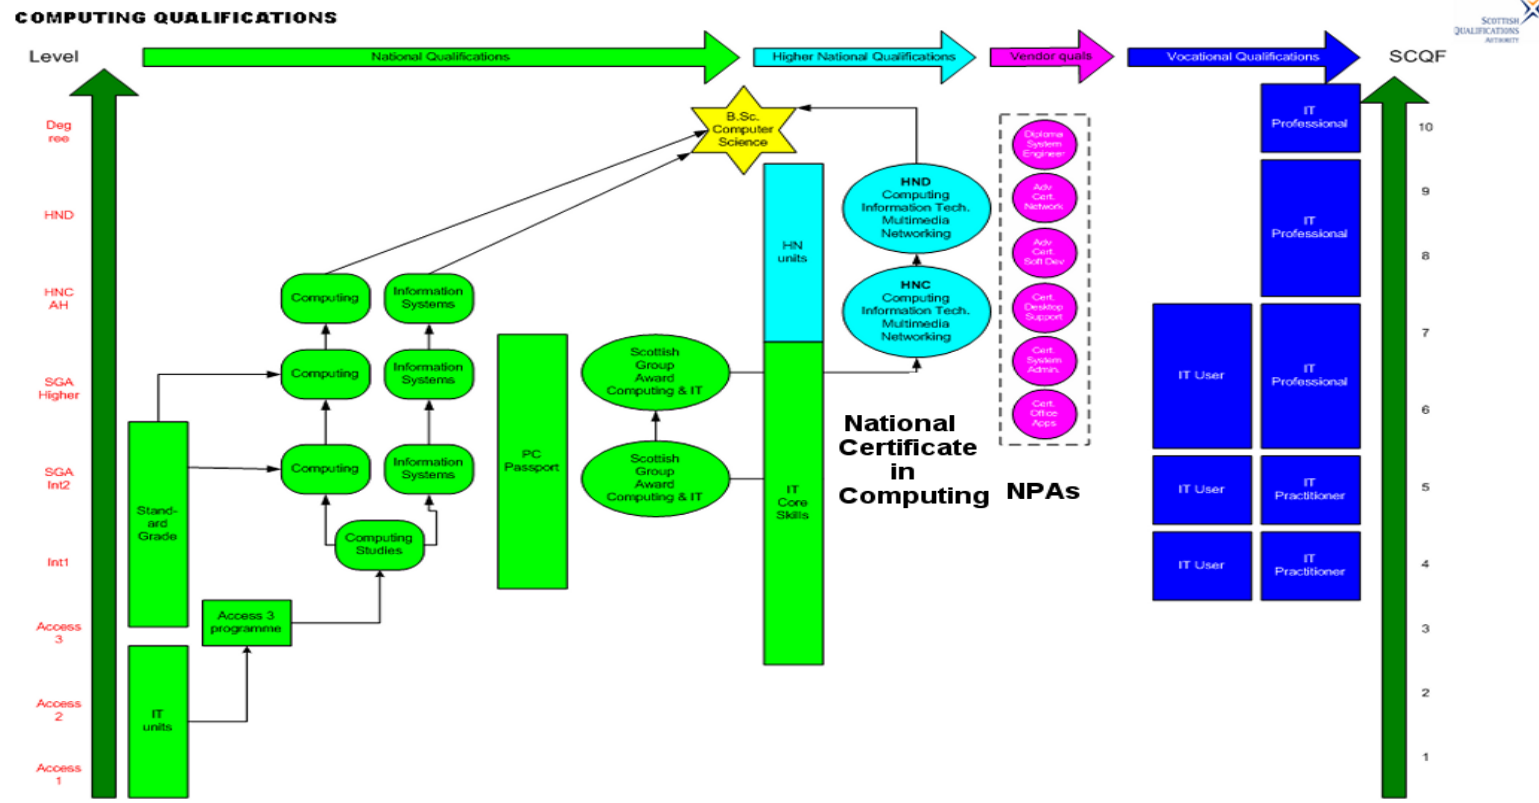 COMPUTING QUALIFICATIONS
SCOTTISH
QUALIFICATIONS
AUTHORITY
Level
National Qualifications
Higher National Qualifications
Vendor quals
Vocational Qualifications
SCQF
Deg
ree
HND
HNC
AH
SGA
Higher
SGA
Int2
Int1
Access
3
Access
2
Access
1
B.Sc.
Computer
Science
Computing
Information
Systems
Computing
Information
Systems
Computing
Information
Systems
Computing
Studies
Stand-
ard
Grade
Access 3
programme
IT
units
PC
Passport
Scottish
Group
Award
Computing & IT
Scottish
Group
Award
Computing & IT
HN
units
IT
Core
Skills
HND
Computing
Information Tech.
Multimedia
Networking
HNC
Computing
Information Tech.
Multimedia
Networking
National
Certificate
in
Computing
Diploma
System
Engineer
Adv
Cert.
Network
Adv
Cert.
Soft Dev
Cert.
Desktop
Support
Cert.
System
Admin.
Cert.
Office
Apps
NPAs
IT User
IT User
IT User
IT
Professional
IT
Professional
IT
Professional
IT
Practitioner
IT
Practitioner
10
9
8
7
6
5
4
3
2
1